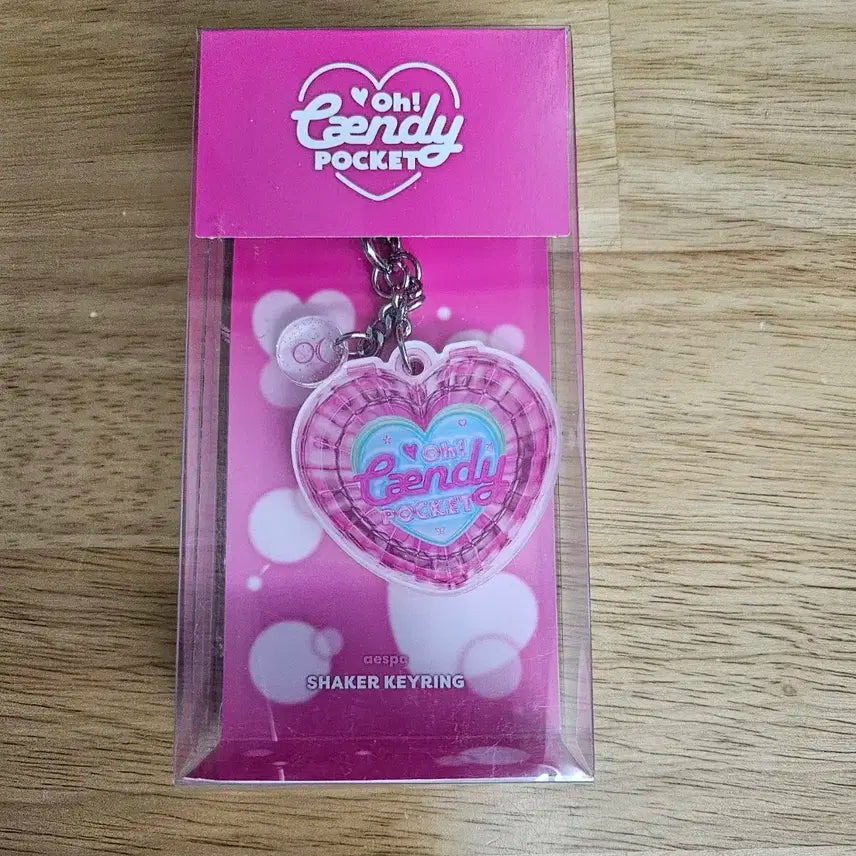 Oh!
Cændy
POCKET
Oh!
Cændy
POCKET
aespa
SHAKER KEYRING